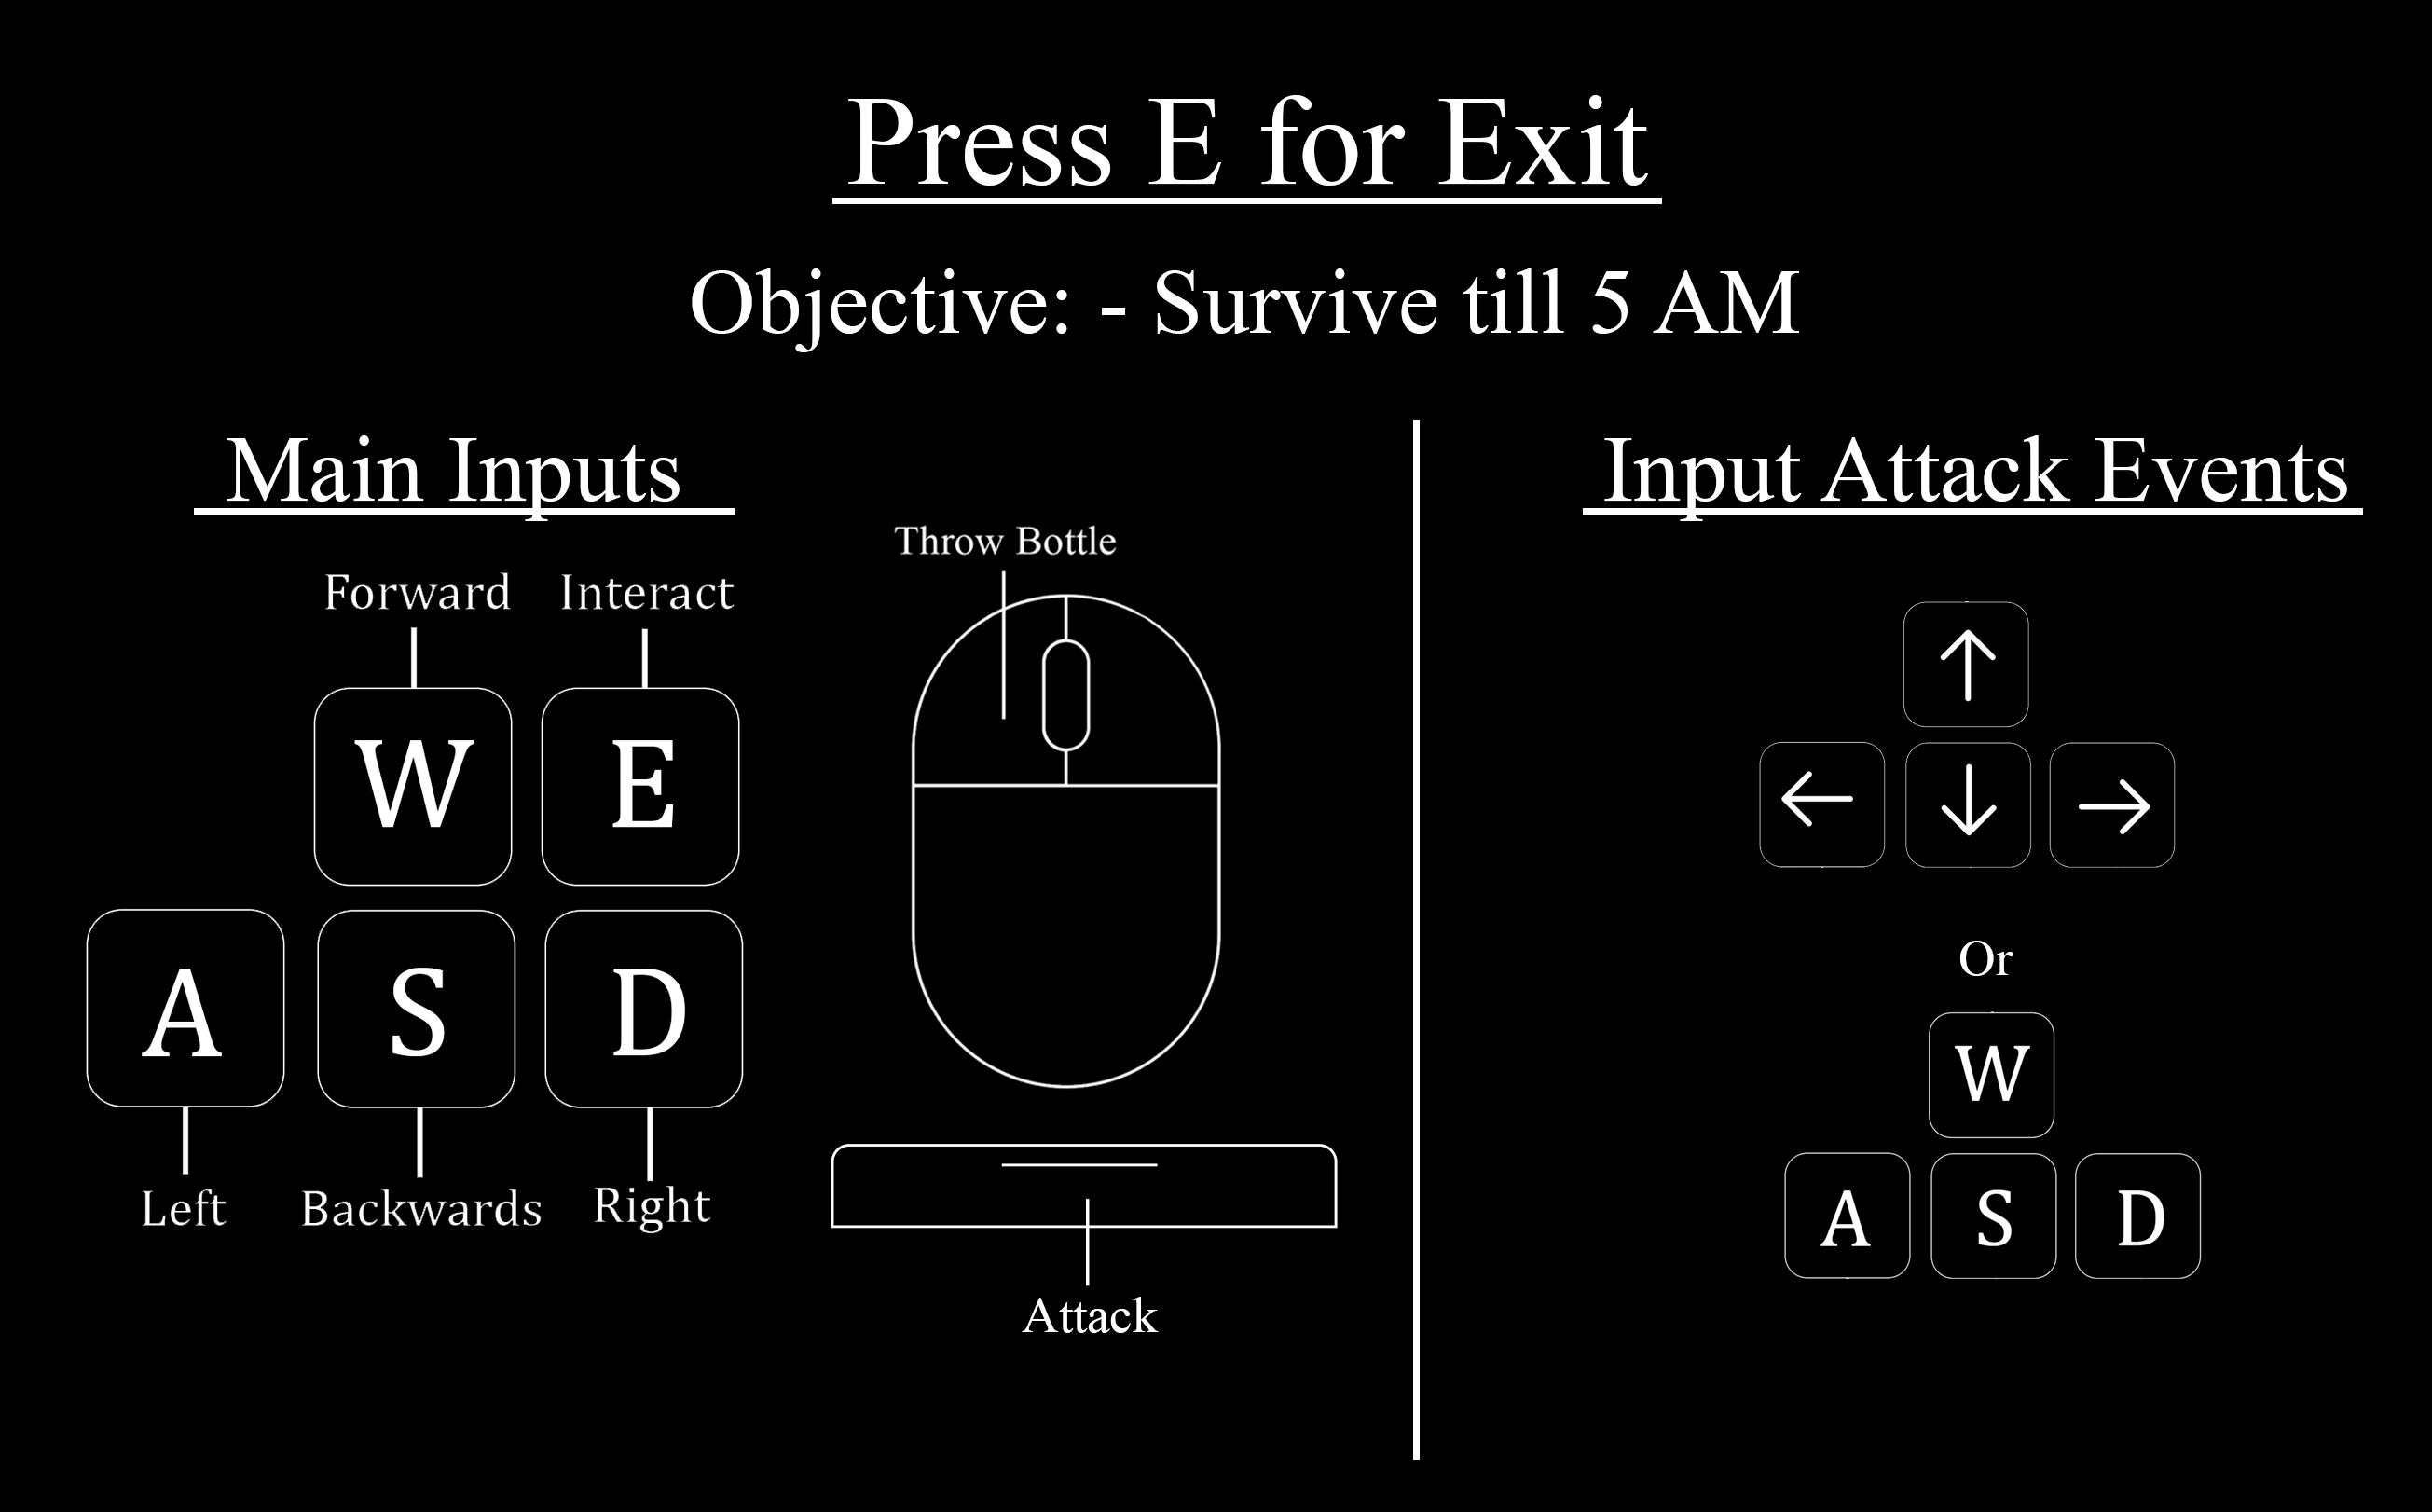 Press E for Exit
Objective: - Survive till 5 AM
Main Inputs
Forward Interact
W E
A S D
Left Backwards Right
Throw Bottle
Attack
Input Attack Events
↑
← ↓ →
Or
W
A S D